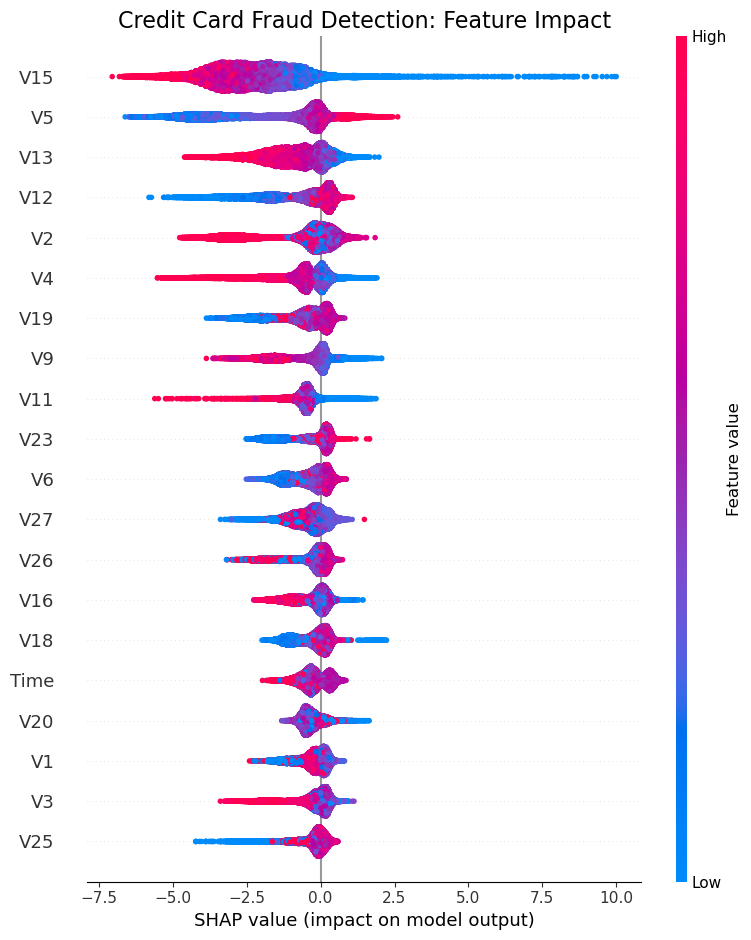 Credit Card Fraud Detection: Feature Impact
High
V15
V5
V13
V12
V2
V4
V19
V9
V11
V23
V6
V27
V26
V16
V18
Time
V20
V1
V3
V25
Feature value
Low
−7.5 −5.0 −2.5 0.0 2.5 5.0 7.5 10.0
SHAP value (impact on model output)